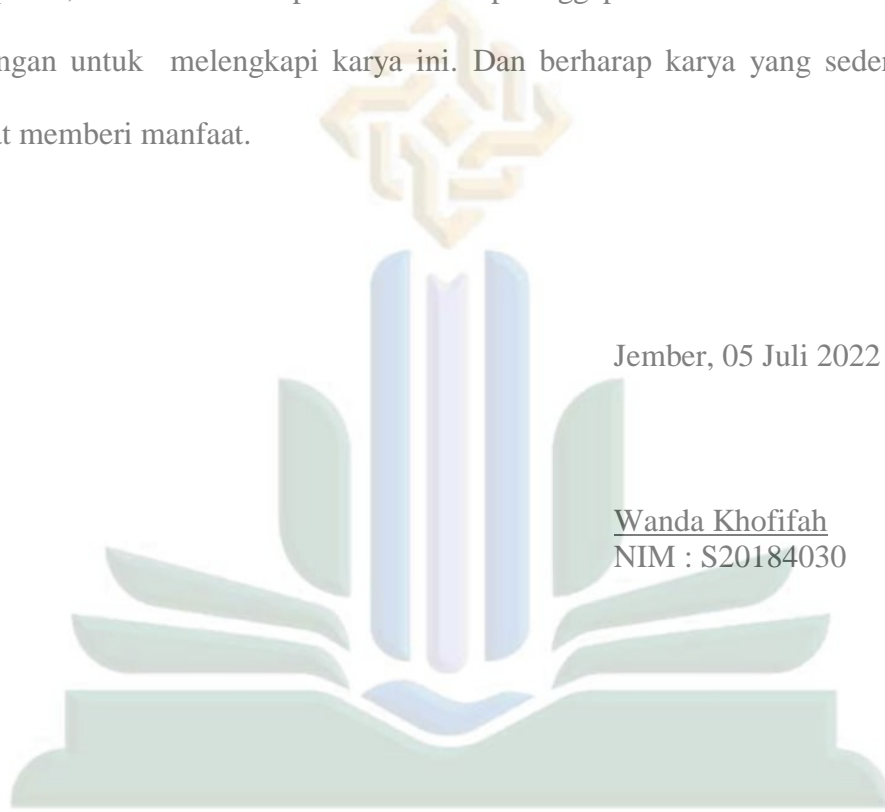 ngan untuk melengkapi karya ini. Dan berharap karya yang seder
t memberi manfaat.
Jember, 05 Juli 2022
Wanda Khofifah
NIM : S20184030